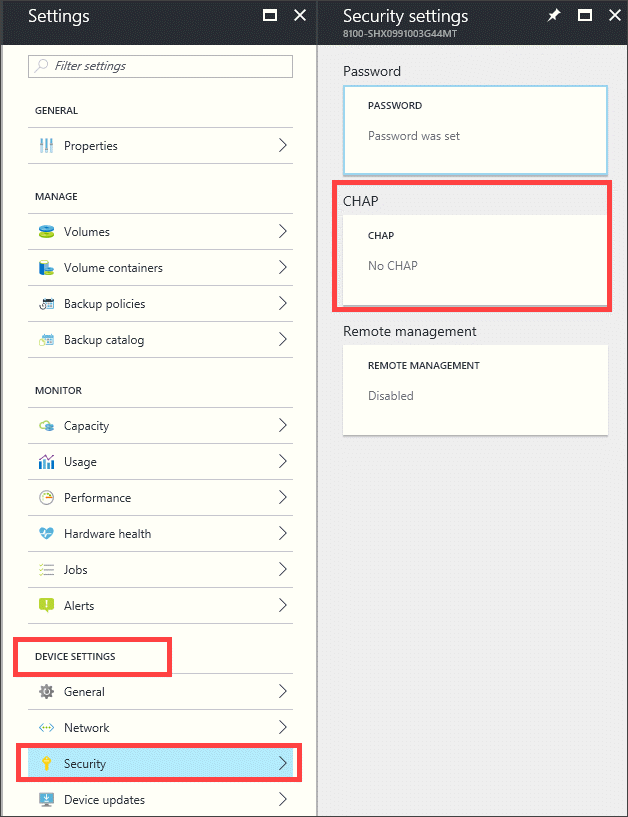 Settings
Filter settings
GENERAL
Properties
MANAGE
Volumes
Volume containers
Backup policies
Backup catalog
MONITOR
Capacity
Usage
Performance
Hardware health
Jobs
Alerts
DEVICE SETTINGS
General
Network
Security
Device updates
Security settings
8100-SHX0991003G44MT
Password
PASSWORD
Password was set
CHAP
CHAP
No CHAP
Remote management
REMOTE MANAGEMENT
Disabled